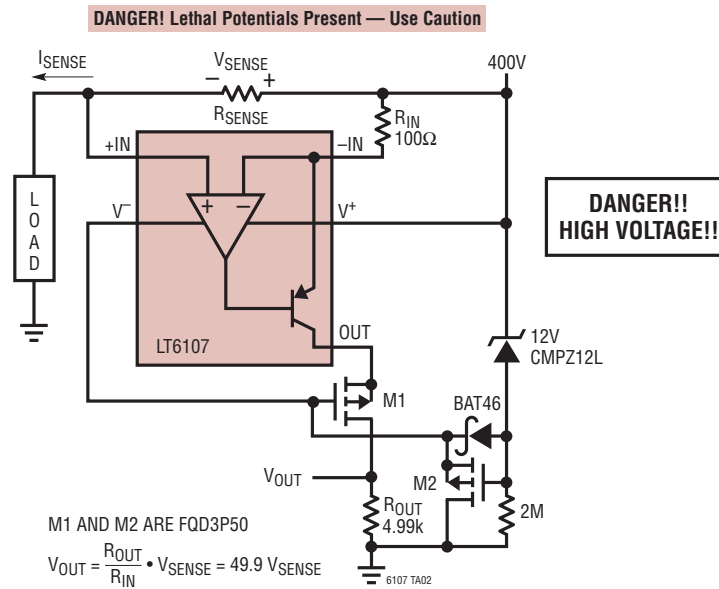 DANGER! Lethal Potentials Present — Use Caution
ISENSE
VSENSE
400V
– +
RSENSE
RIN
100Ω
+IN
–IN
LOAD
V–
+ –
V+
DANGER!!
HIGH VOLTAGE!!
OUT
LT6107
12V
CMPZ12L
M1
BAT46
VOUT
M2
ROUT
4.99k
2M
M1 AND M2 ARE FQD3P50
VOUT = ROUT/RIN • VSENSE = 49.9 VSENSE
6107 TA02